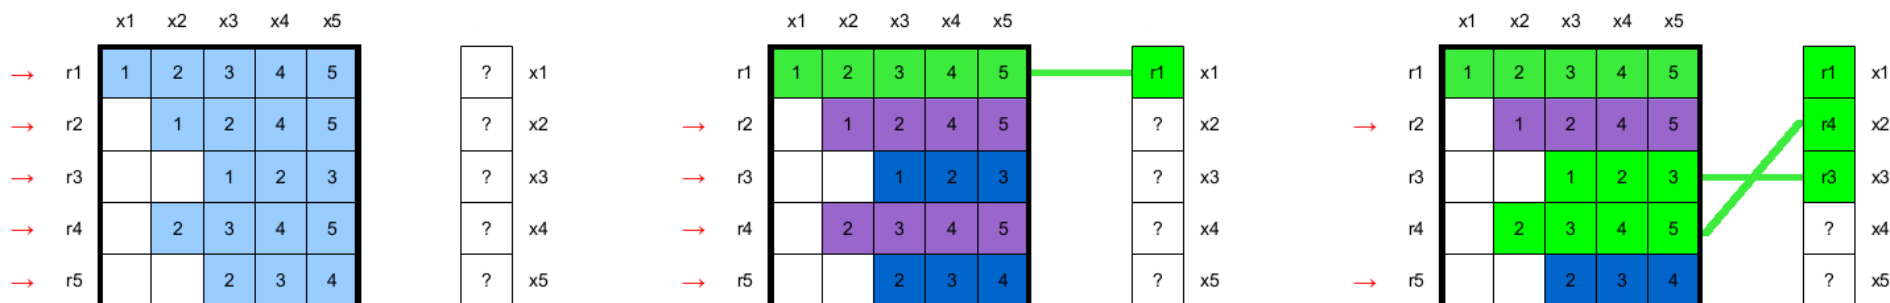 x1 x2 x3 x4 x5 x1 x2 x3 x4 x5 x1 x2 x3 x4 x5
→ r1 1 2 3 4 5 ? x1 r1 1 2 3 4 5 r1 x1 r1 1 2 3 4 5 r1 x1
→ r2 1 2 4 5 ? x2 → r2 1 2 4 5 ? x2 → r2 1 2 4 5 r4 x2
→ r3 1 2 3 ? x3 → r3 1 2 3 ? x3 r3 1 2 3 r3 x3
→ r4 2 3 4 5 ? x4 → r4 2 3 4 5 ? x4 r4 2 3 4 5 ? x4
→ r5 2 3 4 ? x5 → r5 2 3 4 ? x5 → r5 2 3 4 ? x5